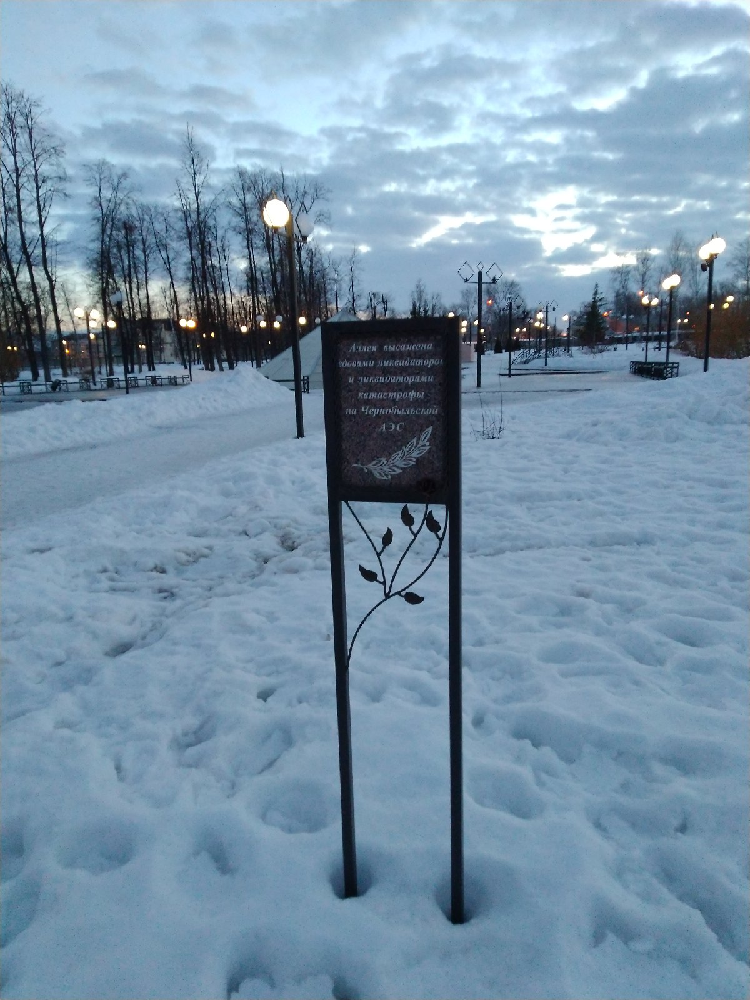 Аллея высажена
вдовами ликвидаторов
и ликвидаторами
катастрофы
на Чернобыльской
АЭС